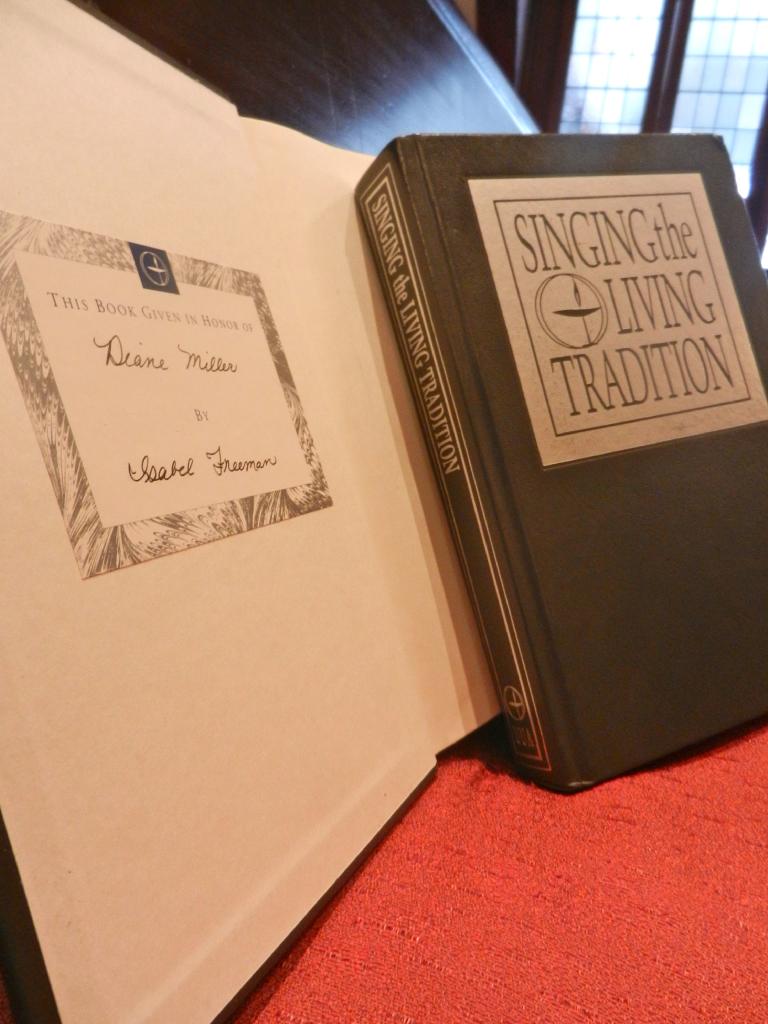 THIS BOOK GIVEN IN HONOR OF
Diane Miller
BY
Isabel Freeman
SINGING the LIVING TRADITION
UUA
SINGING the
LIVING
TRADITION